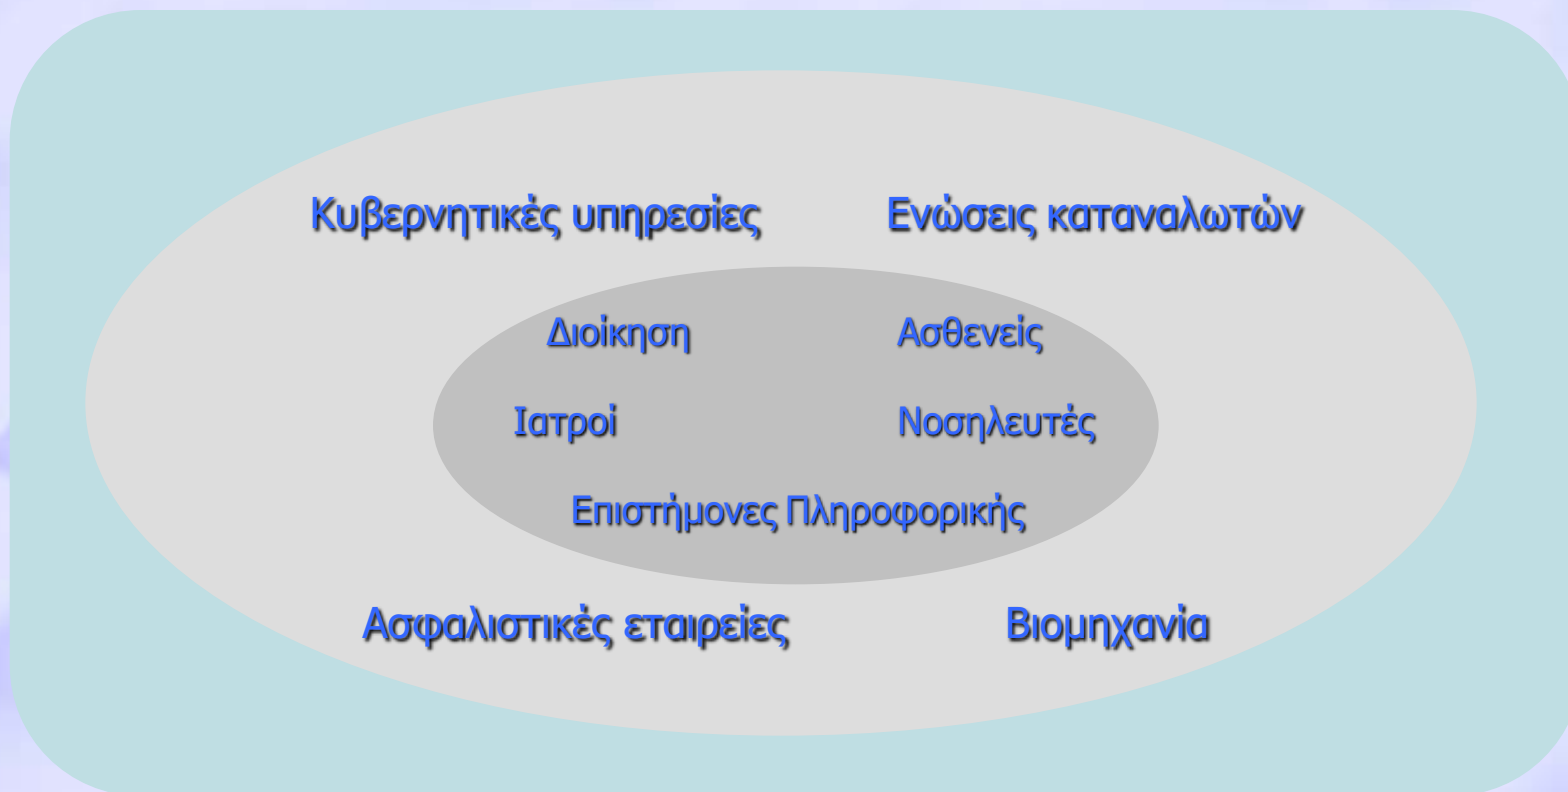 Κυβερνητικές υπηρεσίες Ενώσεις καταναλωτών
Διοίκηση Ασθενείς
Ιατροί Νοσηλευτές
Επιστήμονες Πληροφορικής
Ασφαλιστικές εταιρείες Βιομηχανία